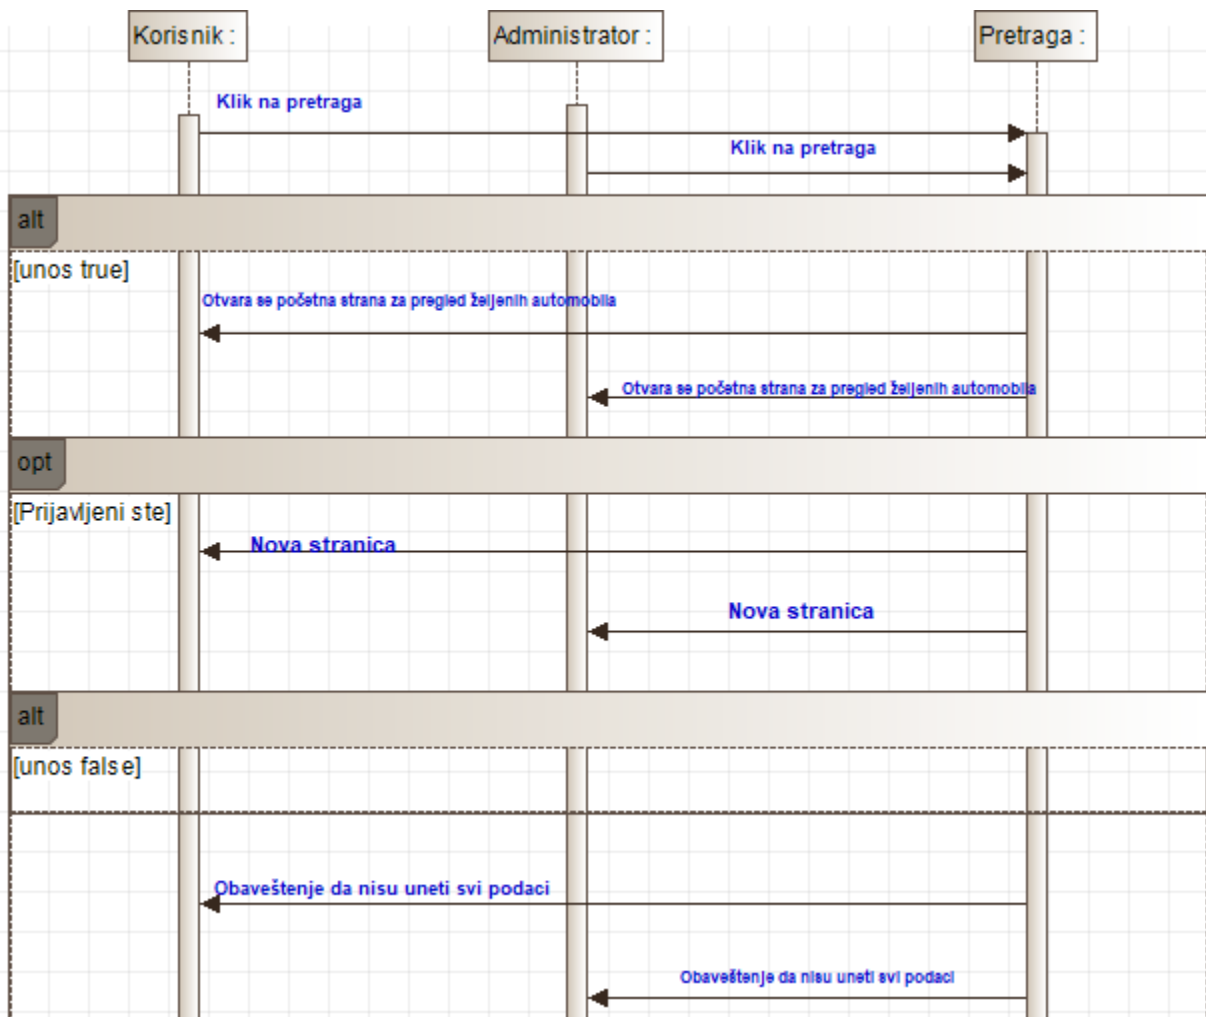 Korisnik :
Administrator :
Pretraga :
Klik na pretraga
Klik na pretraga
alt
[unos true]
Otvara se početna strana za pregled željenih automobila
Otvara se početna strana za pregled željenih automobila
opt
[Prijavljeni ste]
Nova stranica
Nova stranica
alt
[unos false]
Obaveštenje da nisu uneti svi podaci
Obaveštenje da nisu uneti svi podaci